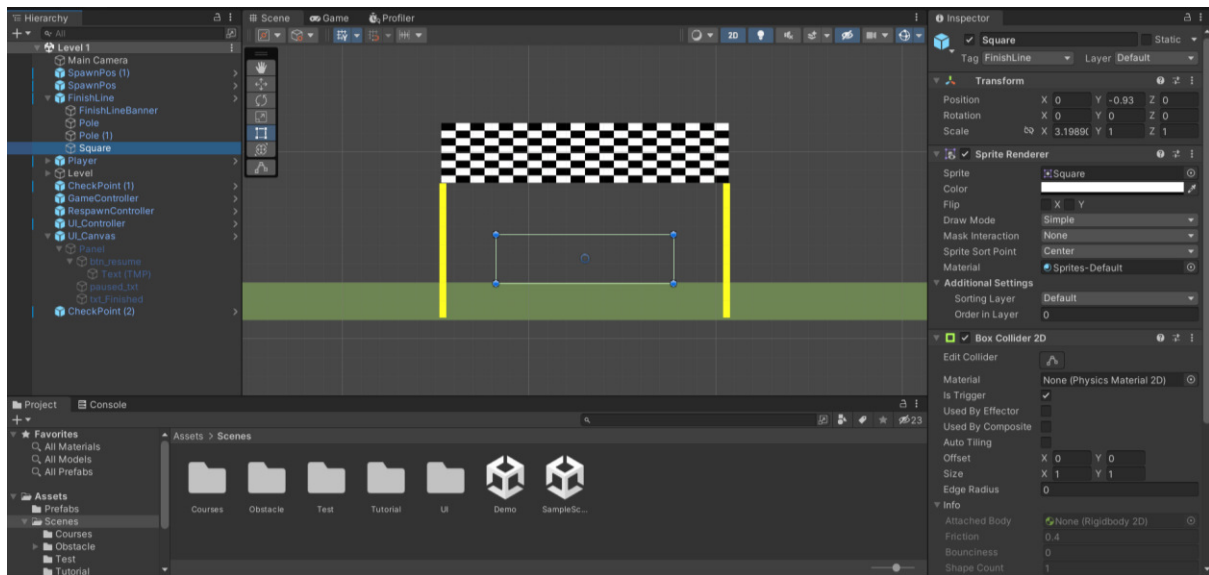 Hierarchy
All
Level 1
Main Camera
SpawnPos (1)
SpawnPos
FinishLine
FinishLineBanner
Pole
Pole (1)
Square
Player
Level
CheckPoint (1)
GameController
RespawnController
UI_Controller
UI_Canvas
Panel
btn_resume
Text (TMP)
paused_txt
txt_Finished
CheckPoint (2)
Scene Game Profiler
2D
Inspector
Square Static
Tag FinishLine Layer Default
Transform
Position X 0 Y -0.93 Z 0
Rotation X 0 Y 0 Z 0
Scale X 3.1989( Y 1 Z 1
Sprite Renderer
Sprite Square
Color
Flip X Y
Draw Mode Simple
Mask Interaction None
Sprite Sort Point Center
Material Sprites-Default
Additional Settings
Sorting Layer Default
Order in Layer 0
Box Collider 2D
Edit Collider
Material None (Physics Material 2D)
Is Trigger
Used By Effector
Used By Composite
Auto Tiling
Offset X 0 Y 0
Size X 1 Y 1
Edge Radius 0
Info
Attached Body None (Rigidbody 2D)
Friction 0.4
Bounciness 0
Shape Count 1
Project Console
23
Favorites
All Materials
All Models
All Prefabs
Assets
Prefabs
Scenes
Courses
Obstacle
Test
Tutorial
Assets > Scenes
Courses Obstacle Test Tutorial UI Demo SampleSc...